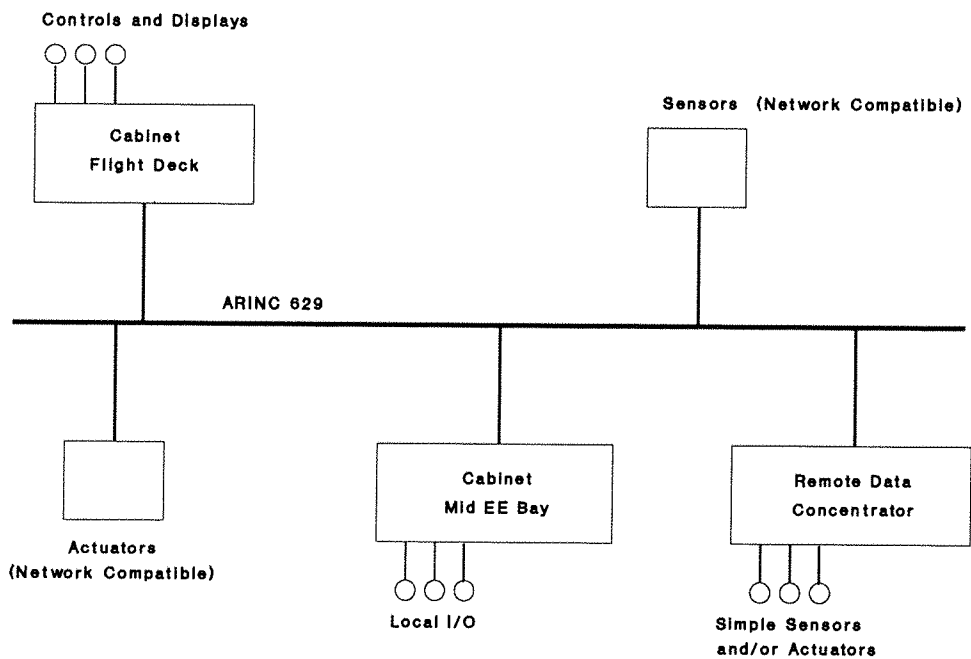 Controls and Displays
Cabinet
Flight Deck
Sensors (Network Compatible)
ARINC 629
Actuators
(Network Compatible)
Cabinet
Mid EE Bay
Local I/O
Remote Data
Concentrator
Simple Sensors
and/or Actuators